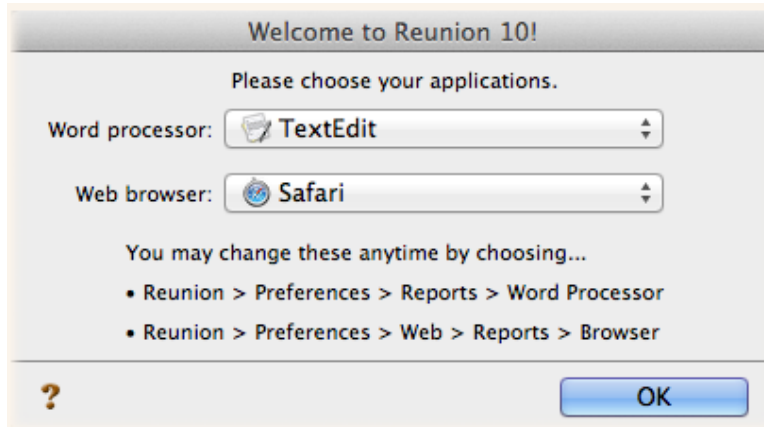 Welcome to Reunion 10!
Please choose your applications.
Word processor: TextEdit
Web browser: Safari
You may change these anytime by choosing...
• Reunion > Preferences > Reports > Word Processor
• Reunion > Preferences > Web > Reports > Browser
? OK